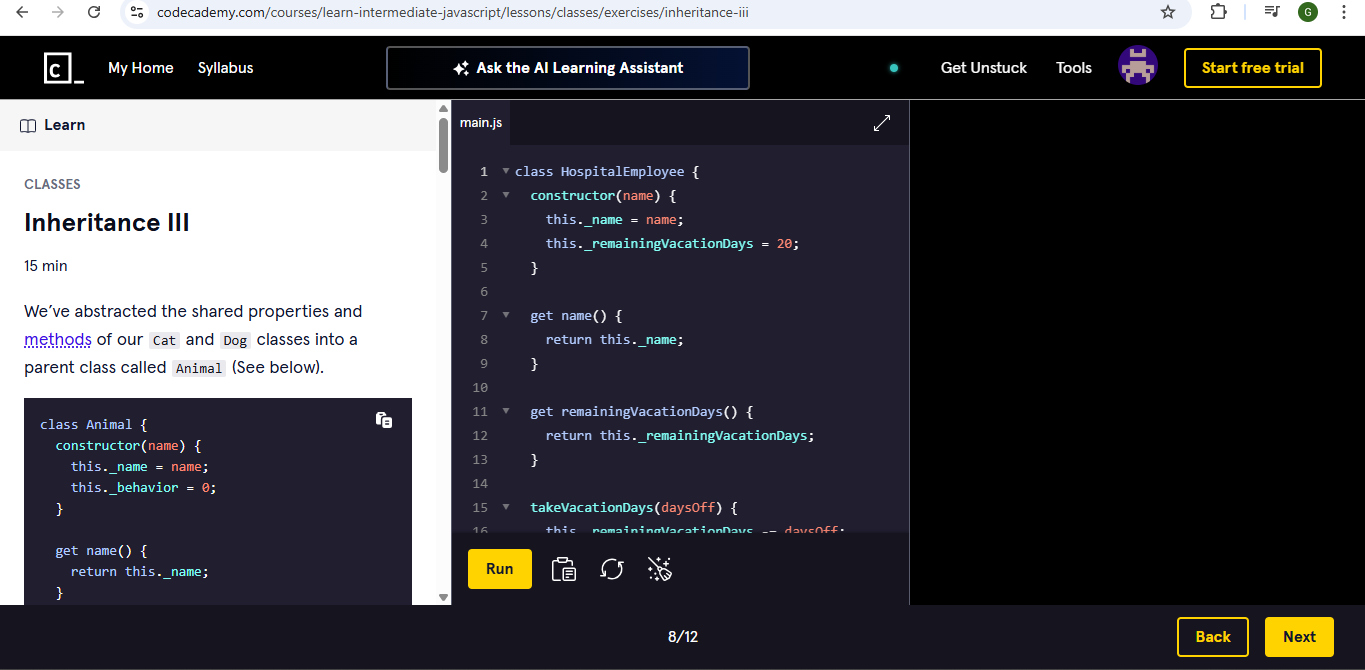 codecademy.com/courses/learn-intermediate-javascript/lessons/classes/exercises/inheritance-iii
G
c_
My Home
Syllabus
Ask the AI Learning Assistant
Get Unstuck
Tools
Start free trial
Learn
CLASSES
Inheritance III
15 min
We’ve abstracted the shared properties and
methods of our Cat and Dog classes into a
parent class called Animal (See below).
class Animal {
  constructor(name) {
    this._name = name;
    this._behavior = 0;
  }
  get name() {
    return this._name;
  }
main.js
1 class HospitalEmployee {
2   constructor(name) {
3     this._name = name;
4     this._remainingVacationDays = 20;
5   }
6
7   get name() {
8     return this._name;
9   }
10
11   get remainingVacationDays() {
12     return this._remainingVacationDays;
13   }
14
15   takeVacationDays(daysOff) {
16     this._remainingVacationDays -= daysOff;
Run
8/12
Back
Next